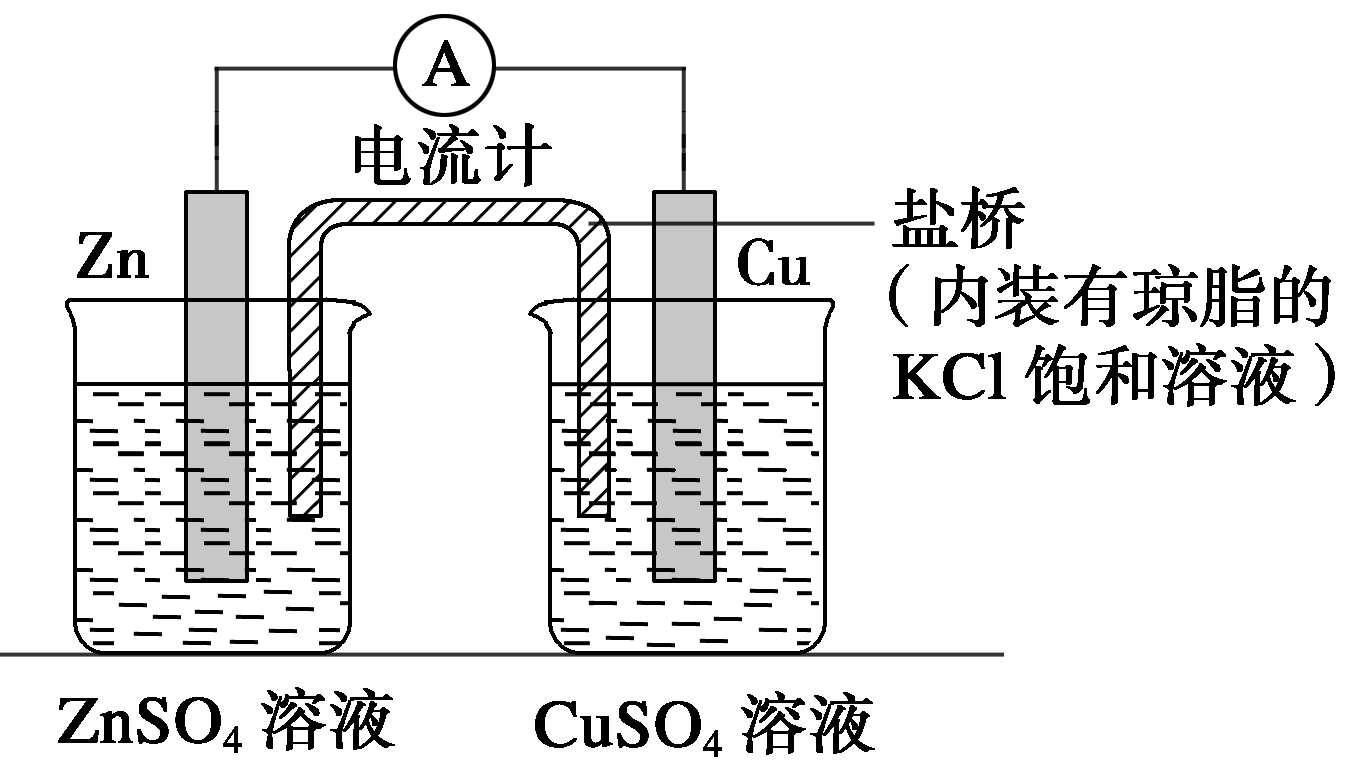 A
电流计
Zn
Cu
盐桥
（内装有琼脂的
KCl 饱和溶液）
ZnSO₄ 溶液
CuSO₄ 溶液